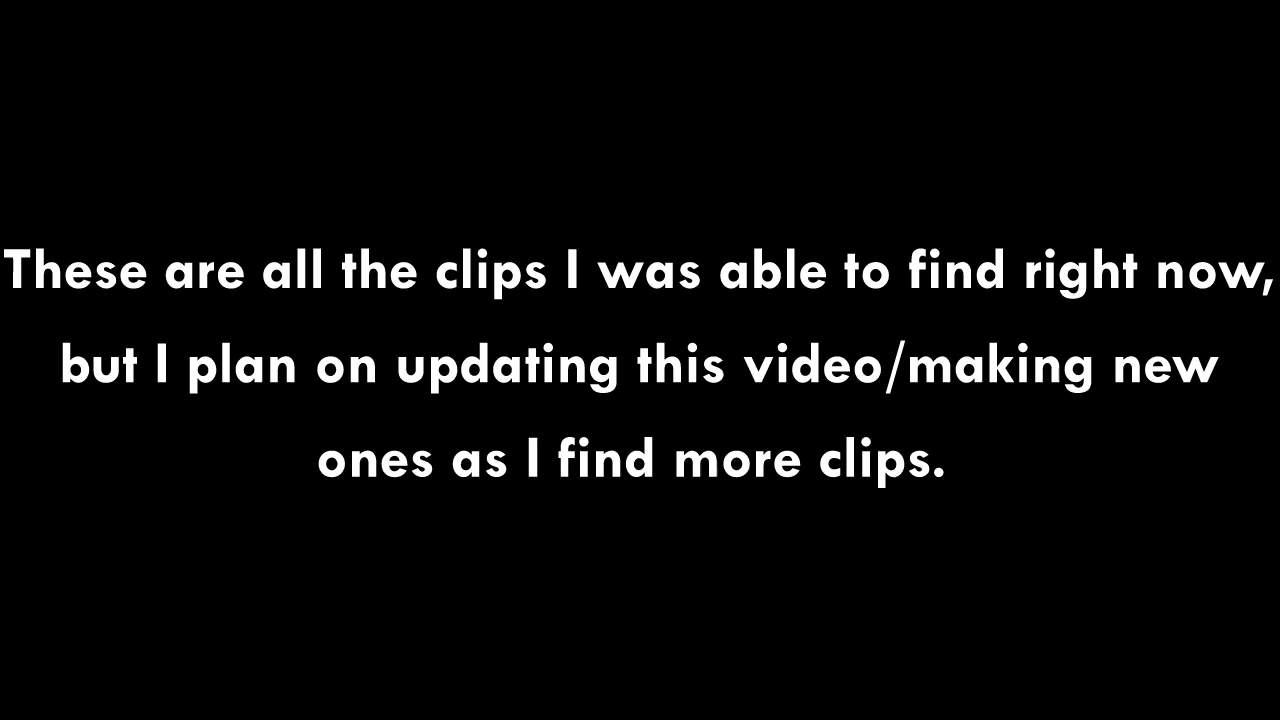 These are all the clips I was able to find right now,
but I plan on updating this video/making new
ones as I find more clips.